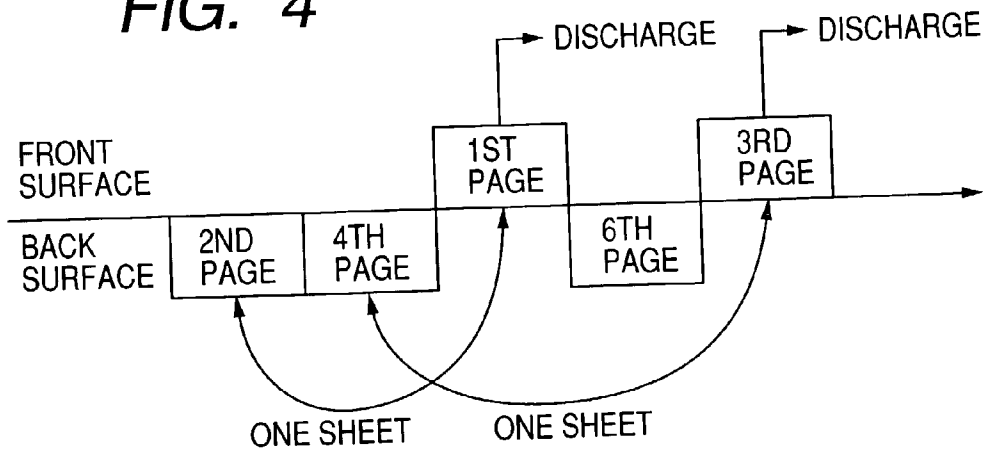 FIG. 4
DISCHARGE
DISCHARGE
FRONT
SURFACE
1ST
PAGE
3RD
PAGE
BACK
SURFACE
2ND
PAGE
4TH
PAGE
6TH
PAGE
ONE SHEET
ONE SHEET